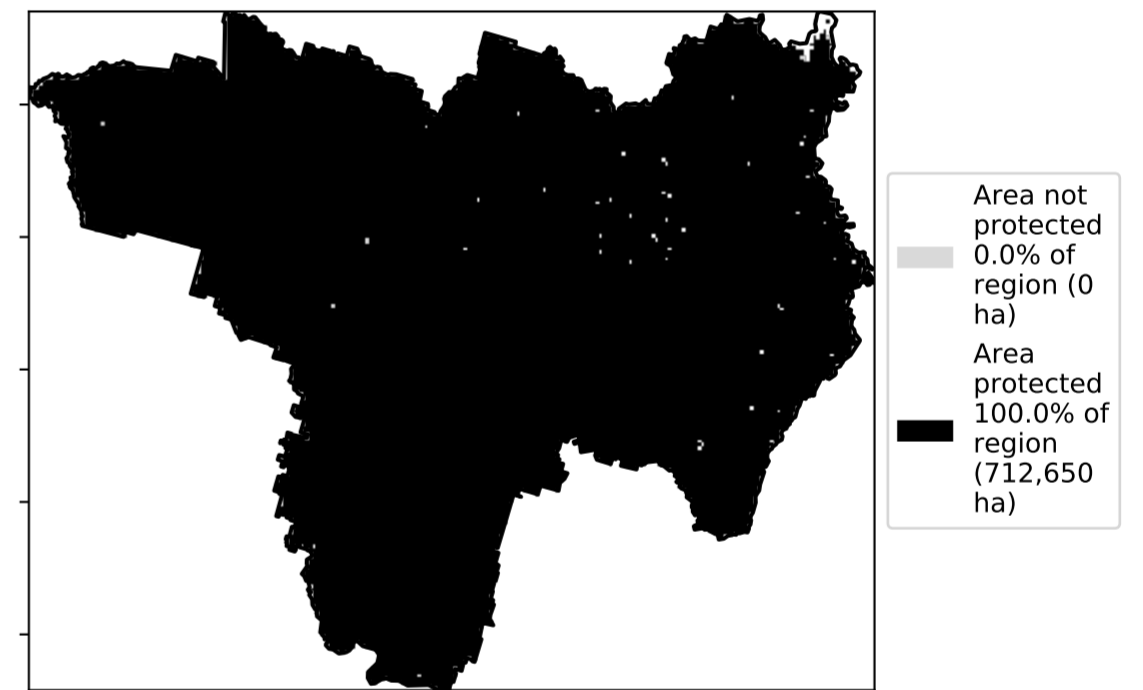 Area not
protected
0.0% of
region (0
ha)
Area
protected
100.0% of
region
(712,650
ha)